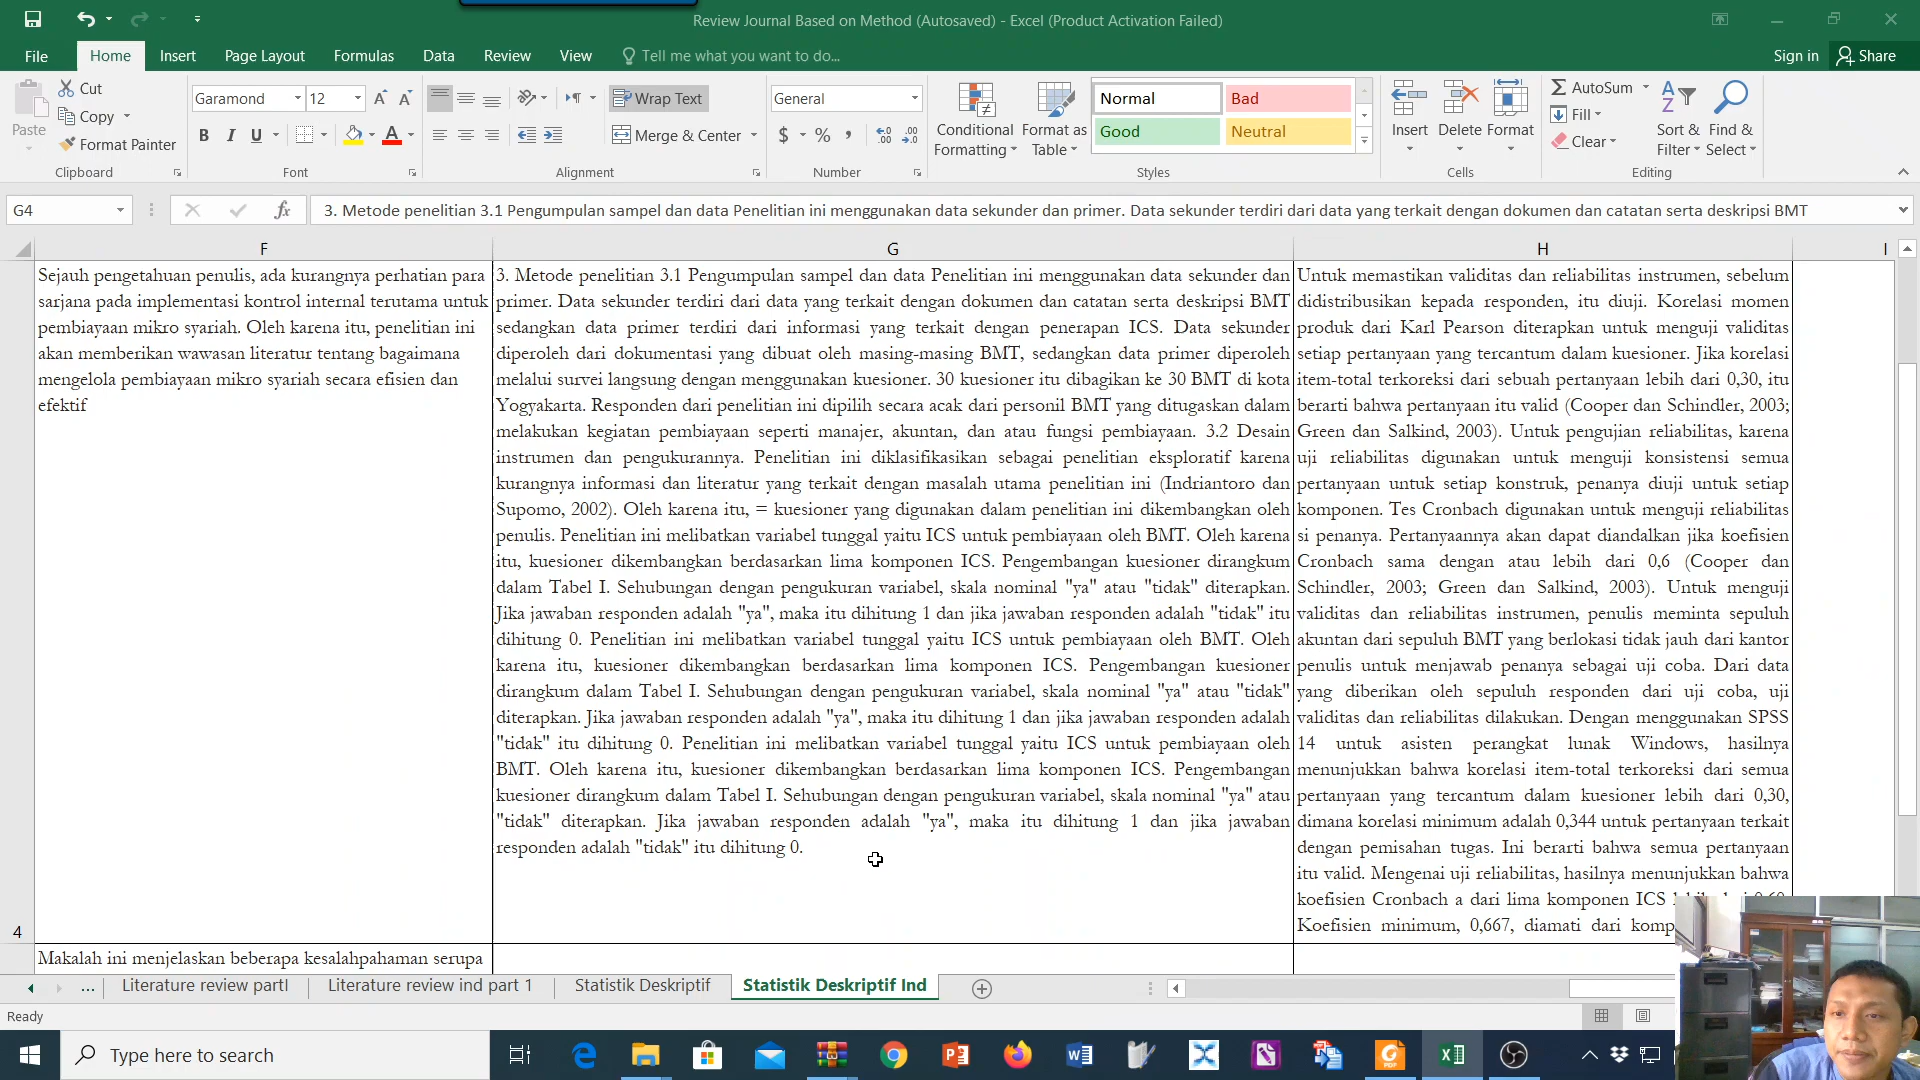 Review Journal Based on Method (Autosaved) - Excel (Product Activation Failed)
File Home Insert Page Layout Formulas Data Review View Tell me what you want to do... Sign in Share
Paste Cut Copy Format Painter Clipboard
Garamond 12 B I U A Font
Wrap Text Merge & Center Alignment
General $ % Number
Conditional Formatting Format as Table
Normal Bad Good Neutral Styles
Insert Delete Format Cells
AutoSum Fill Clear Sort & Filter Find & Select Editing
G4 fx 3. Metode penelitian 3.1 Pengumpulan sampel dan data Penelitian ini menggunakan data sekunder dan primer. Data sekunder terdiri dari data yang terkait dengan dokumen dan catatan serta deskripsi BMT
F G H I
Sejauh pengetahuan penulis, ada kurangnya perhatian para
sarjana pada implementasi kontrol internal terutama untuk
pembiayaan mikro syariah. Oleh karena itu, penelitian ini
akan memberikan wawasan literatur tentang bagaimana
mengelola pembiayaan mikro syariah secara efisien dan
efektif
3. Metode penelitian 3.1 Pengumpulan sampel dan data Penelitian ini menggunakan data sekunder dan
primer. Data sekunder terdiri dari data yang terkait dengan dokumen dan catatan serta deskripsi BMT
sedangkan data primer terdiri dari informasi yang terkait dengan penerapan ICS. Data sekunder
diperoleh dari dokumentasi yang dibuat oleh masing-masing BMT, sedangkan data primer diperoleh
melalui survei langsung dengan menggunakan kuesioner. 30 kuesioner itu dibagikan ke 30 BMT di kota
Yogyakarta. Responden dari penelitian ini dipilih secara acak dari personil BMT yang ditugaskan dalam
melakukan kegiatan pembiayaan seperti manajer, akuntan, dan atau fungsi pembiayaan. 3.2 Desain
instrumen dan pengukurannya. Penelitian ini diklasifikasikan sebagai penelitian eksploratif karena
kurangnya informasi dan literatur yang terkait dengan masalah utama penelitian ini (Indriantoro dan
Supomo, 2002). Oleh karena itu, = kuesioner yang digunakan dalam penelitian ini dikembangkan oleh
penulis. Penelitian ini melibatkan variabel tunggal yaitu ICS untuk pembiayaan oleh BMT. Oleh karena
itu, kuesioner dikembangkan berdasarkan lima komponen ICS. Pengembangan kuesioner dirangkum
dalam Tabel I. Sehubungan dengan pengukuran variabel, skala nominal "ya" atau "tidak" diterapkan.
Jika jawaban responden adalah "ya", maka itu dihitung 1 dan jika jawaban responden adalah "tidak" itu
dihitung 0. Penelitian ini melibatkan variabel tunggal yaitu ICS untuk pembiayaan oleh BMT. Oleh
karena itu, kuesioner dikembangkan berdasarkan lima komponen ICS. Pengembangan kuesioner
dirangkum dalam Tabel I. Sehubungan dengan pengukuran variabel, skala nominal "ya" atau "tidak"
diterapkan. Jika jawaban responden adalah "ya", maka itu dihitung 1 dan jika jawaban responden adalah
"tidak" itu dihitung 0. Penelitian ini melibatkan variabel tunggal yaitu ICS untuk pembiayaan oleh
BMT. Oleh karena itu, kuesioner dikembangkan berdasarkan lima komponen ICS. Pengembangan
kuesioner dirangkum dalam Tabel I. Sehubungan dengan pengukuran variabel, skala nominal "ya" atau
"tidak" diterapkan. Jika jawaban responden adalah "ya", maka itu dihitung 1 dan jika jawaban
responden adalah "tidak" itu dihitung 0.
Untuk memastikan validitas dan reliabilitas instrumen, sebelum
didistribusikan kepada responden, itu diuji. Korelasi momen
produk dari Karl Pearson diterapkan untuk menguji validitas
setiap pertanyaan yang tercantum dalam kuesioner. Jika korelasi
item-total terkoreksi dari sebuah pertanyaan lebih dari 0,30, itu
berarti bahwa pertanyaan itu valid (Cooper dan Schindler, 2003;
Green dan Salkind, 2003). Untuk pengujian reliabilitas, karena
uji reliabilitas digunakan untuk menguji konsistensi semua
pertanyaan untuk setiap konstruk, penanya diuji untuk setiap
komponen. Tes Cronbach digunakan untuk menguji reliabilitas
si penanya. Pertanyaannya akan dapat diandalkan jika koefisien
Cronbach sama dengan atau lebih dari 0,6 (Cooper dan
Schindler, 2003; Green dan Salkind, 2003). Untuk menguji
validitas dan reliabilitas instrumen, penulis meminta sepuluh
akuntan dari sepuluh BMT yang berlokasi tidak jauh dari kantor
penulis untuk menjawab penanya sebagai uji coba. Dari data
yang diberikan oleh sepuluh responden dari uji coba, uji
validitas dan reliabilitas dilakukan. Dengan menggunakan SPSS
14 untuk asisten perangkat lunak Windows, hasilnya
menunjukkan bahwa korelasi item-total terkoreksi dari semua
pertanyaan yang tercantum dalam kuesioner lebih dari 0,30,
dimana korelasi minimum adalah 0,344 untuk pertanyaan terkait
dengan pemisahan tugas. Ini berarti bahwa semua pertanyaan
itu valid. Mengenai uji reliabilitas, hasilnya menunjukkan bahwa
koefisien Cronbach a dari lima komponen ICS
Koefisien minimum, 0,667, diamati dari
4
Makalah ini menjelaskan beberapa kesalahpahaman serupa
... Literature review partI Literature review ind part 1 Statistik Deskriptif Statistik Deskriptif Ind
Ready
Type here to search